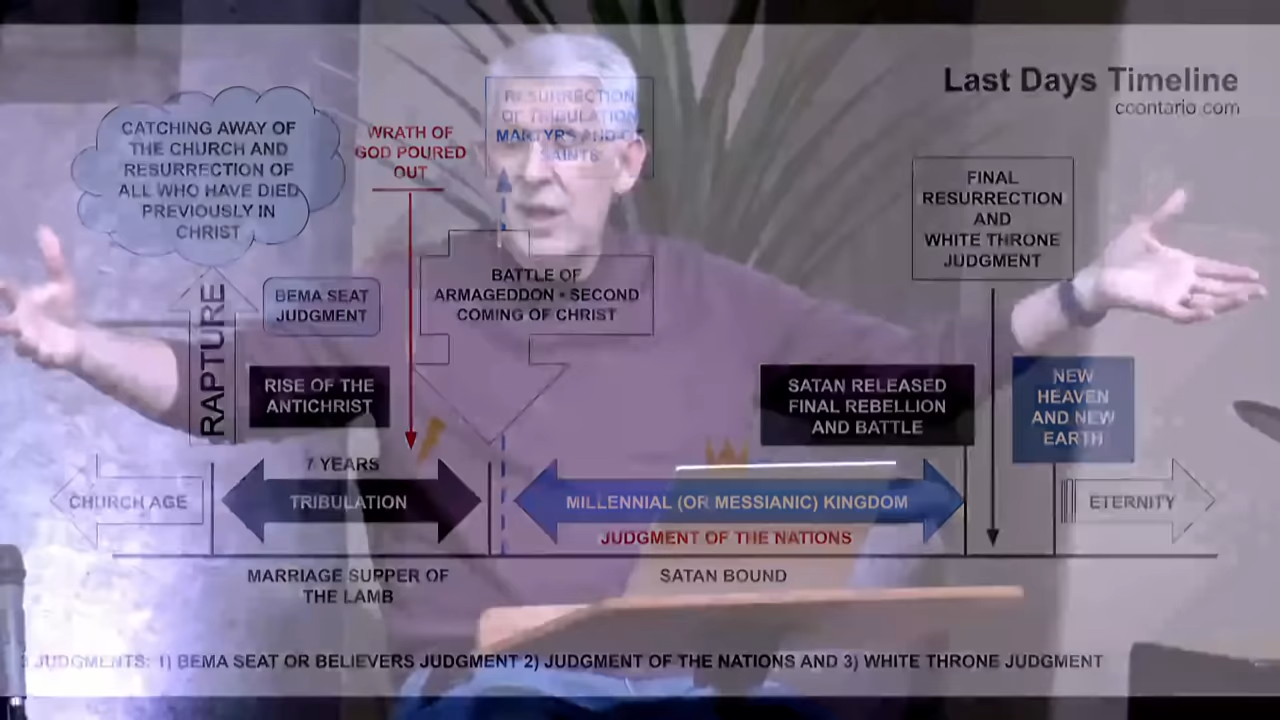 Last Days Timeline
ccontario com
CATCHING AWAY OF
THE CHURCH AND
RESURRECTION OF
ALL WHO HAVE DIED
PREVIOUSLY IN
CHRIST
WRATH OF
GOD POURED
OUT
RESURRECTION
OF TRIBULATION
MARTYRS AND OT
SAINTS
FINAL
RESURRECTION
AND
WHITE THRONE
JUDGMENT
RAPTURE
BEMA SEAT
JUDGMENT
BATTLE OF
ARMAGEDDON • SECOND
COMING OF CHRIST
RISE OF THE
ANTICHRIST
SATAN RELEASED
FINAL REBELLION
AND BATTLE
NEW
HEAVEN
AND NEW
EARTH
7 YEARS
CHURCH AGE
TRIBULATION
MILLENNIAL (OR MESSIANIC) KINGDOM
ETERNITY
JUDGMENT OF THE NATIONS
MARRIAGE SUPPER OF
THE LAMB
SATAN BOUND
3 JUDGMENTS: 1) BEMA SEAT OR BELIEVERS JUDGMENT 2) JUDGMENT OF THE NATIONS AND 3) WHITE THRONE JUDGMENT